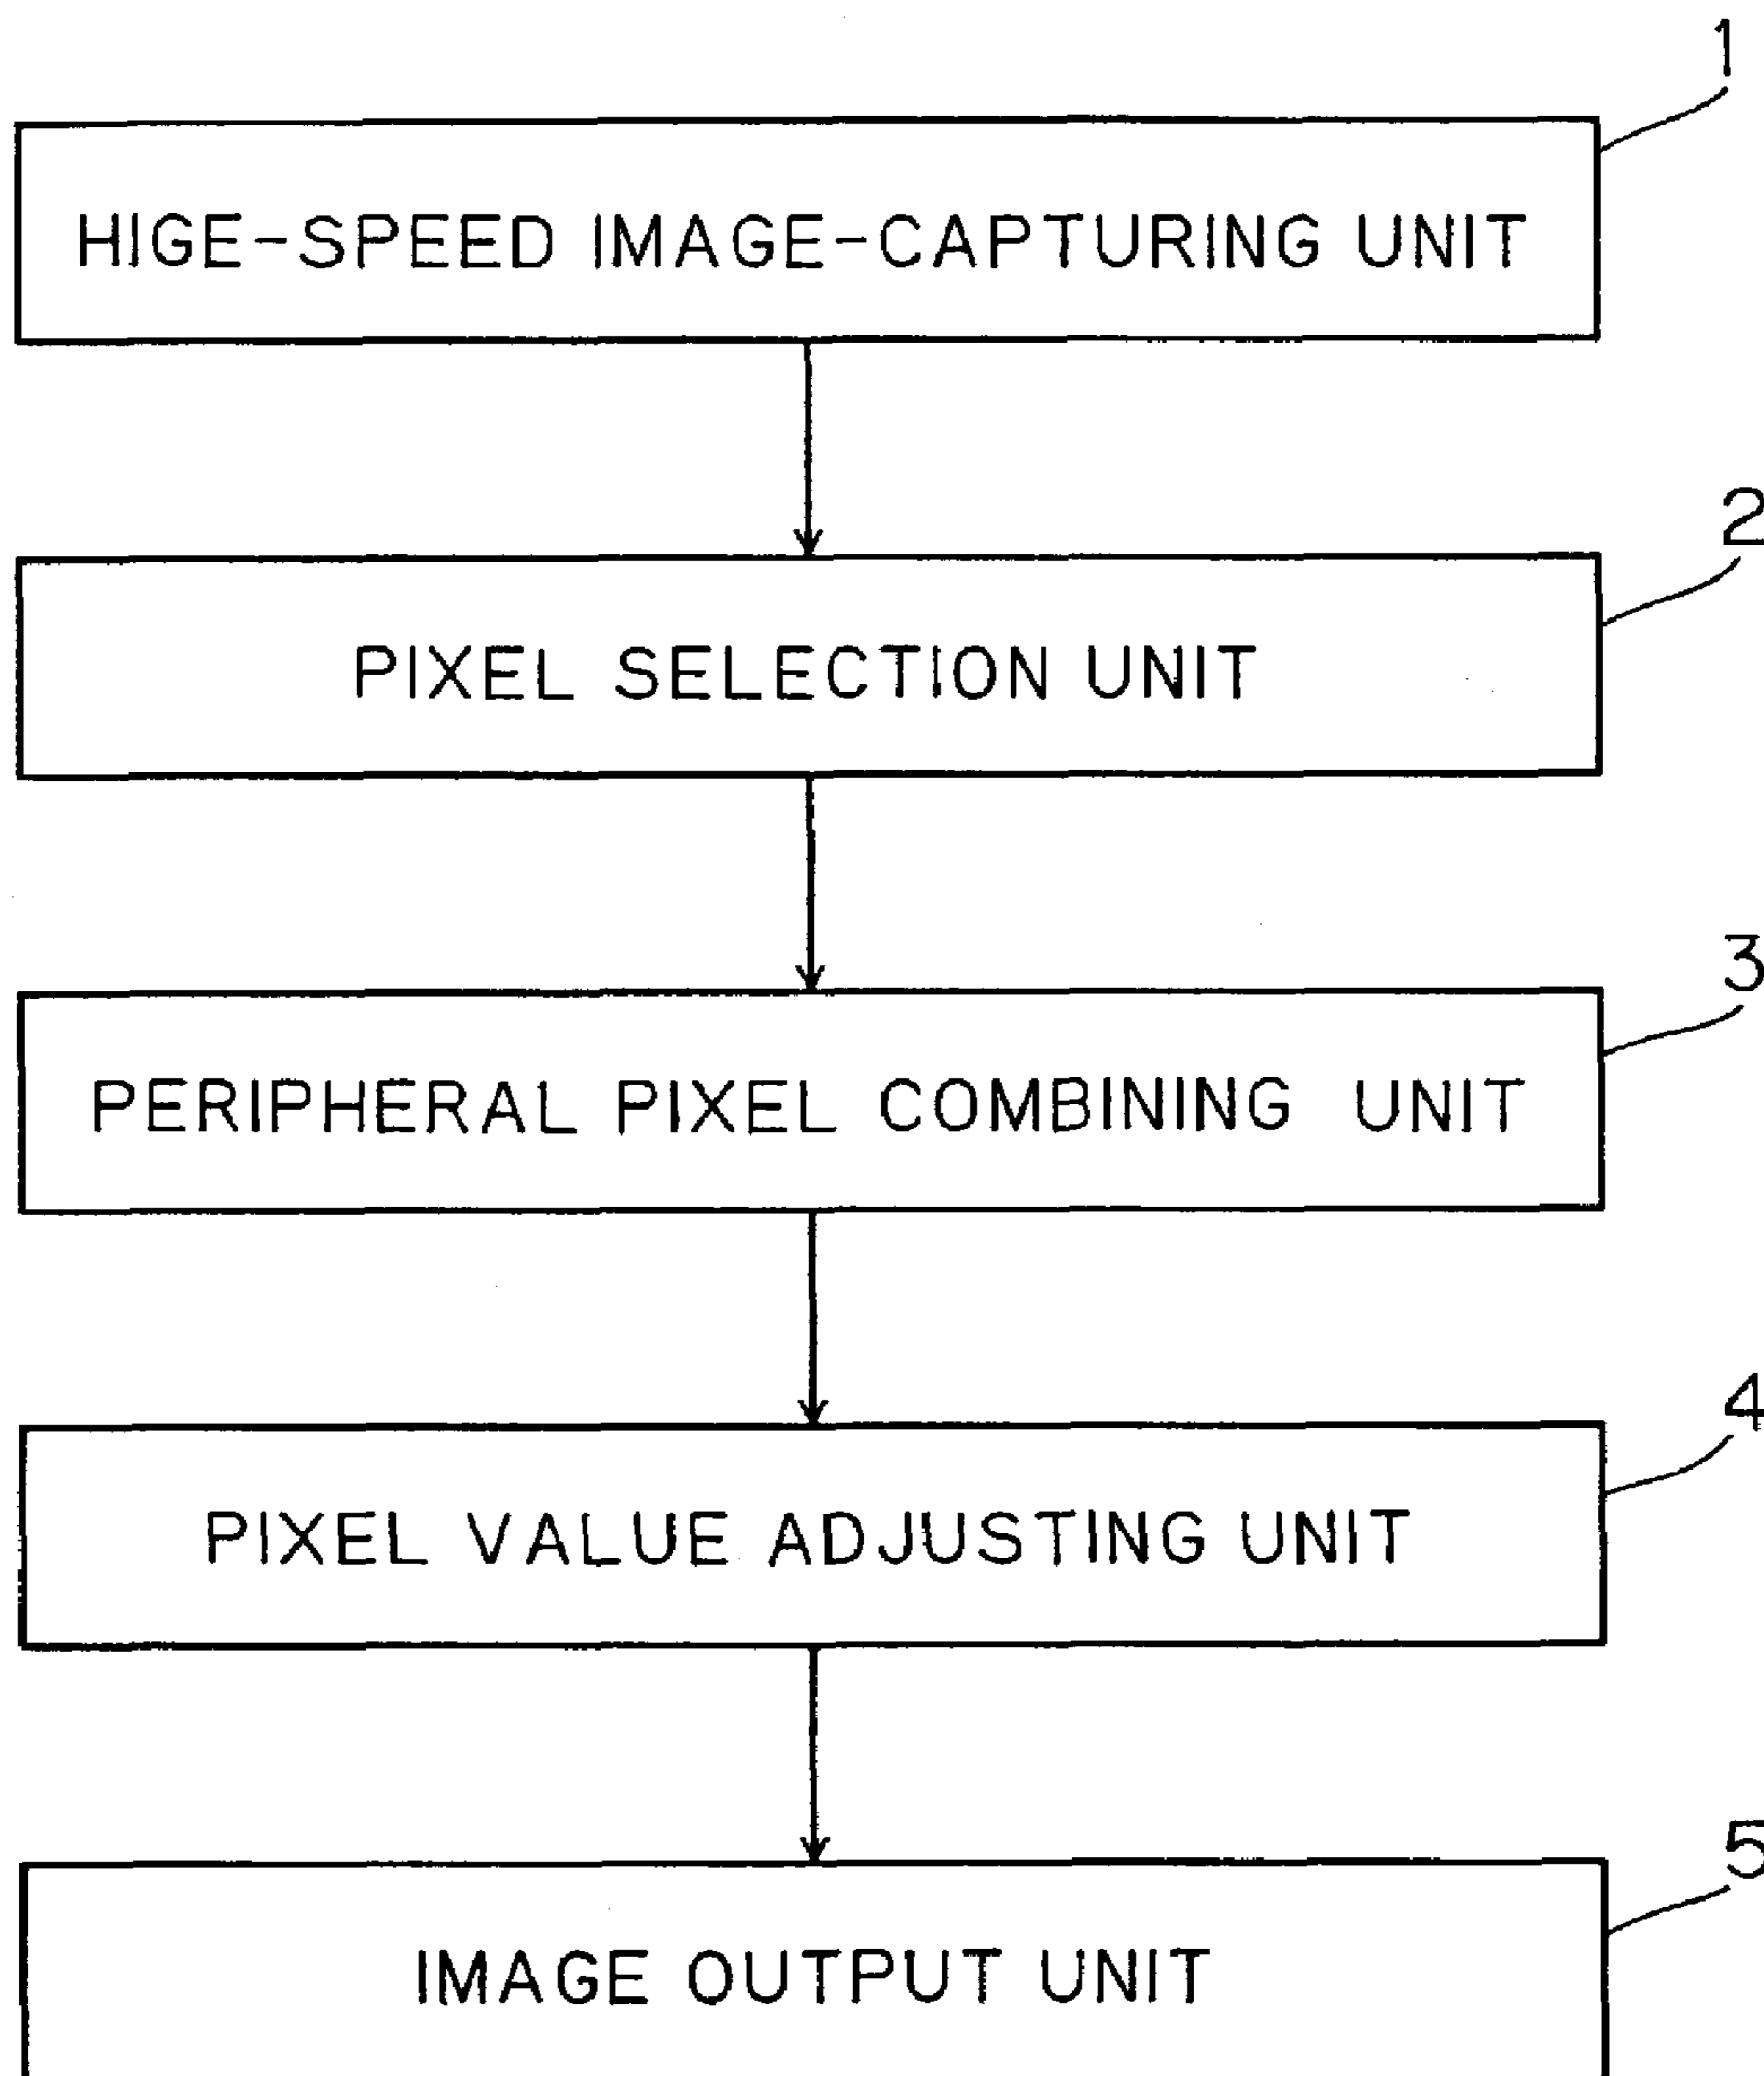 1
HIGE-SPEED IMAGE-CAPTURING UNIT
2
PIXEL SELECTION UNIT
3
PERIPHERAL PIXEL COMBINING UNIT
4
PIXEL VALUE ADJUSTING UNIT
5
IMAGE OUTPUT UNIT